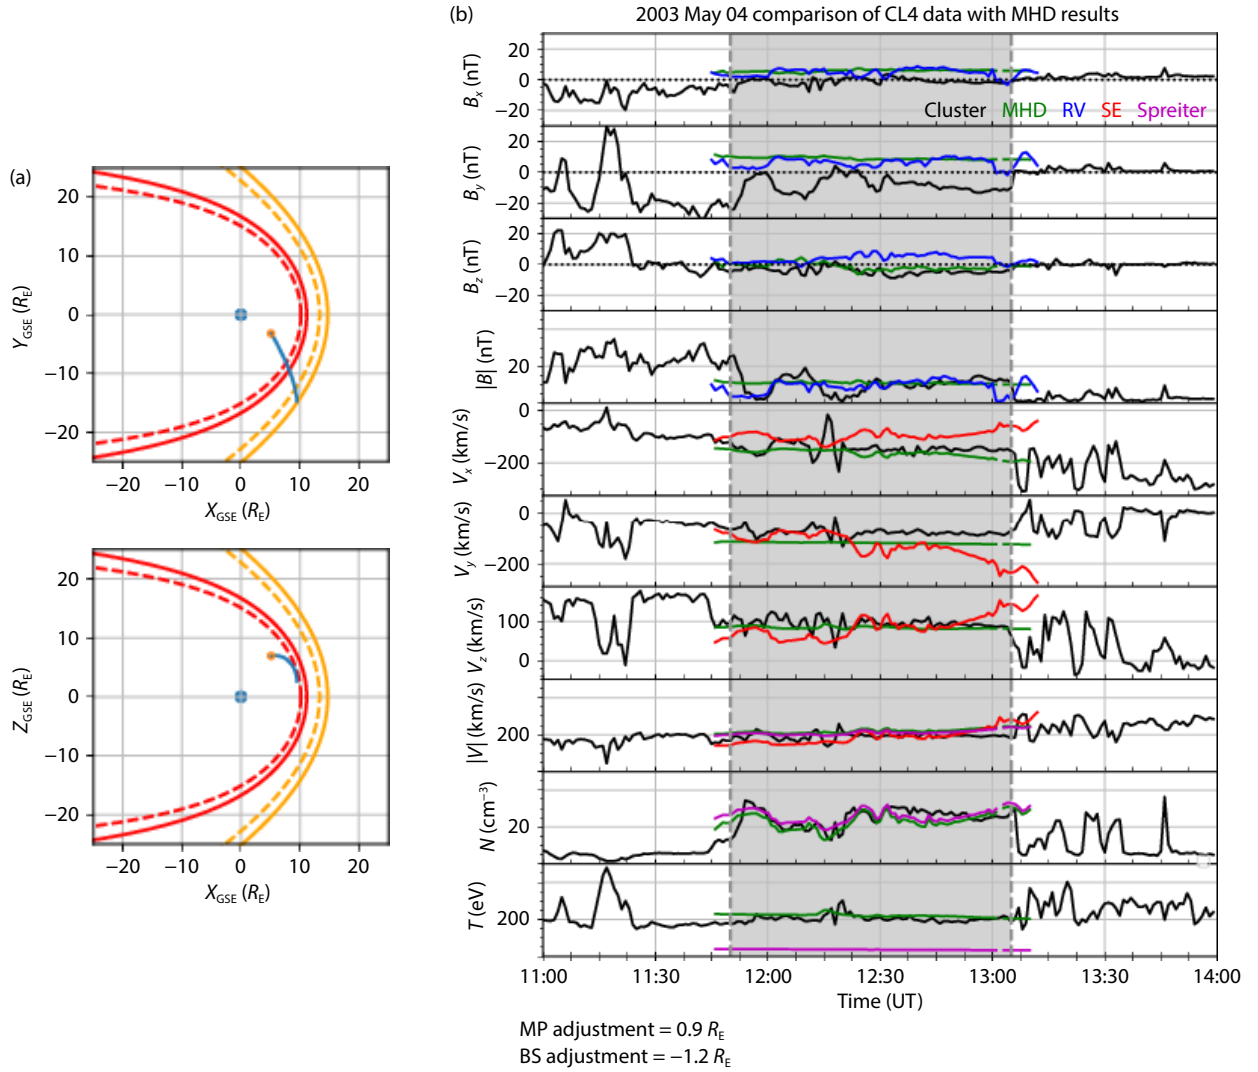 (a)
20
10
0
−10
−20
Y_GSE (R_E)
−20 −10 0 10 20
X_GSE (R_E)
20
10
0
−10
−20
Z_GSE (R_E)
−20 −10 0 10 20
X_GSE (R_E)
(b)
2003 May 04 comparison of CL4 data with MHD results
B_x (nT)
20
0
−20
Cluster MHD RV SE Spreiter
B_y (nT)
20
0
−20
B_z (nT)
20
0
−20
|B| (nT)
20
V_x (km/s)
0
−200
V_y (km/s)
0
−200
V_z (km/s)
100
0
|V| (km/s)
200
N (cm⁻³)
20
T (eV)
200
11:00 11:30 12:00 12:30 13:00 13:30 14:00
Time (UT)
MP adjustment = 0.9 R_E
BS adjustment = −1.2 R_E